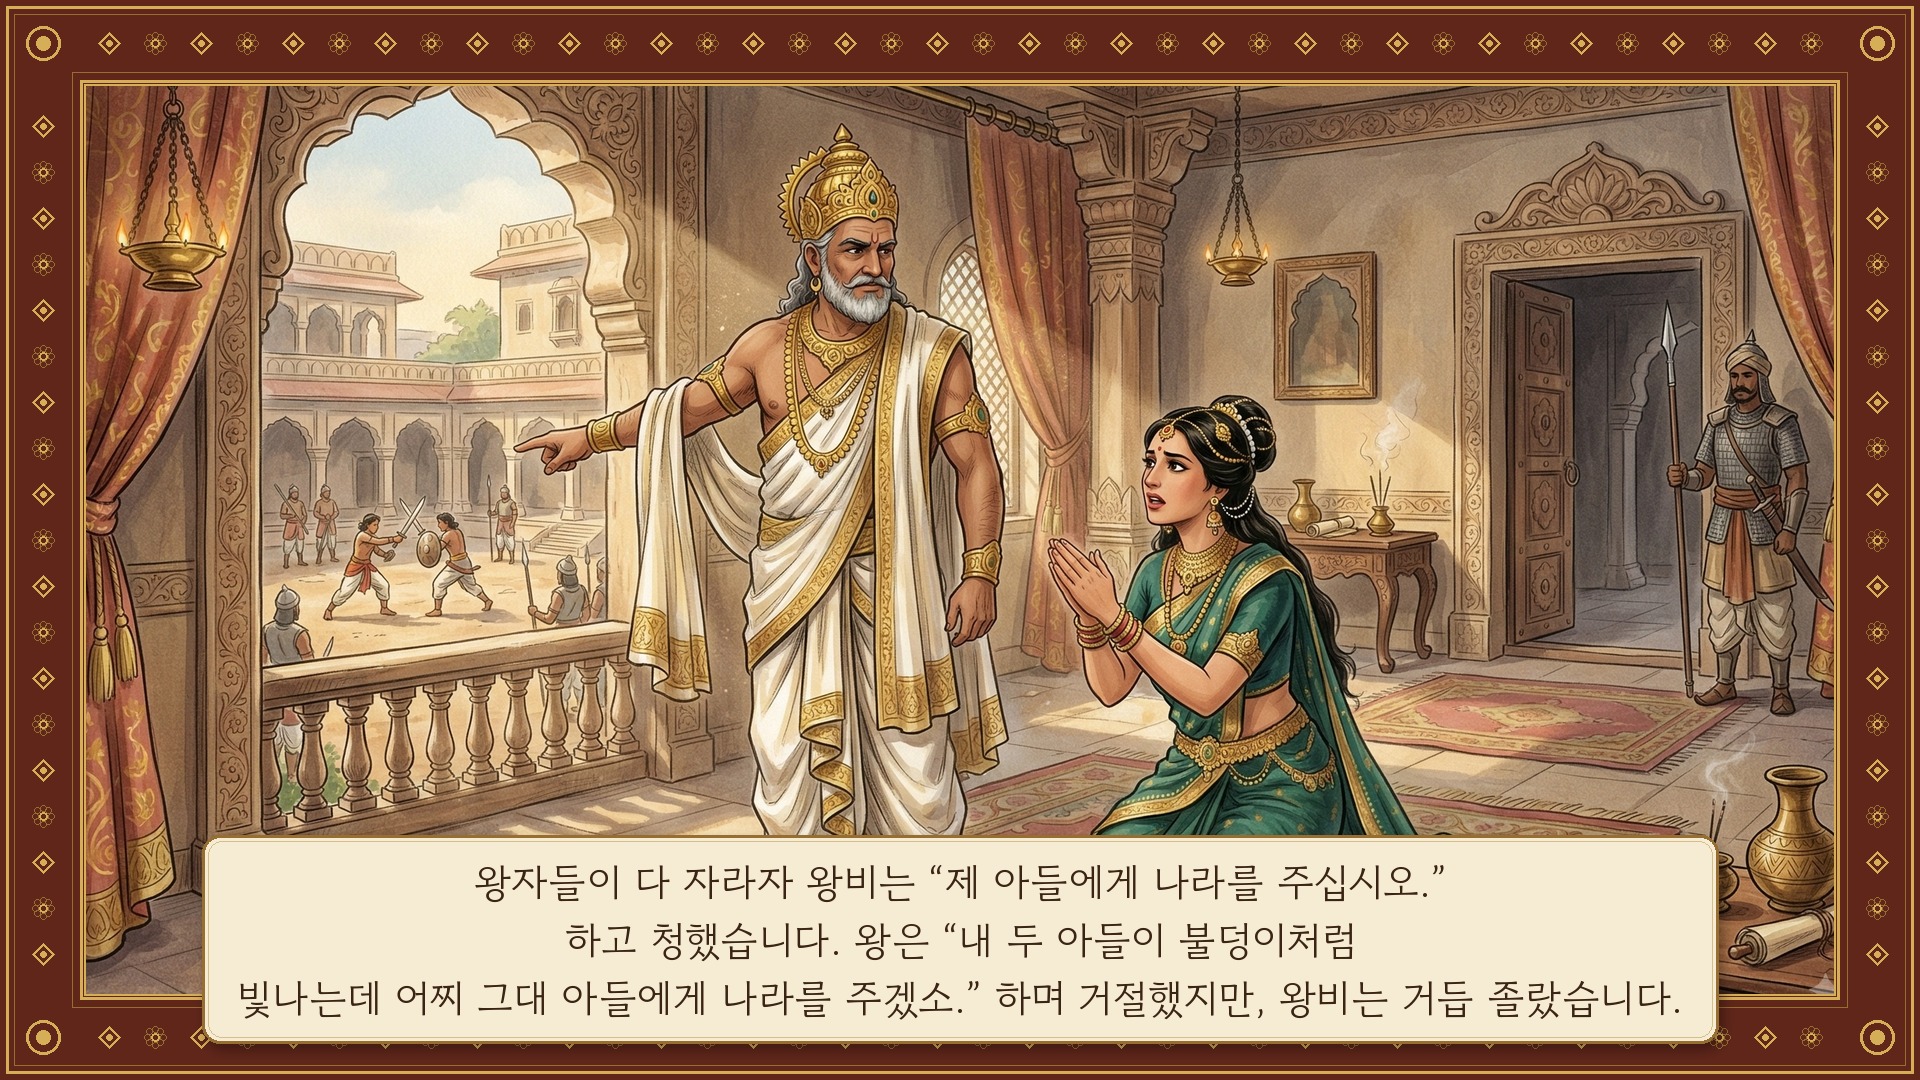 왕자들이 다 자라자 왕비는 “제 아들에게 나라를 주십시오.”
하고 청했습니다. 왕은 “내 두 아들이 불덩이처럼
빛나는데 어찌 그대 아들에게 나라를 주겠소.” 하며 거절했지만, 왕비는 거듭 졸랐습니다.